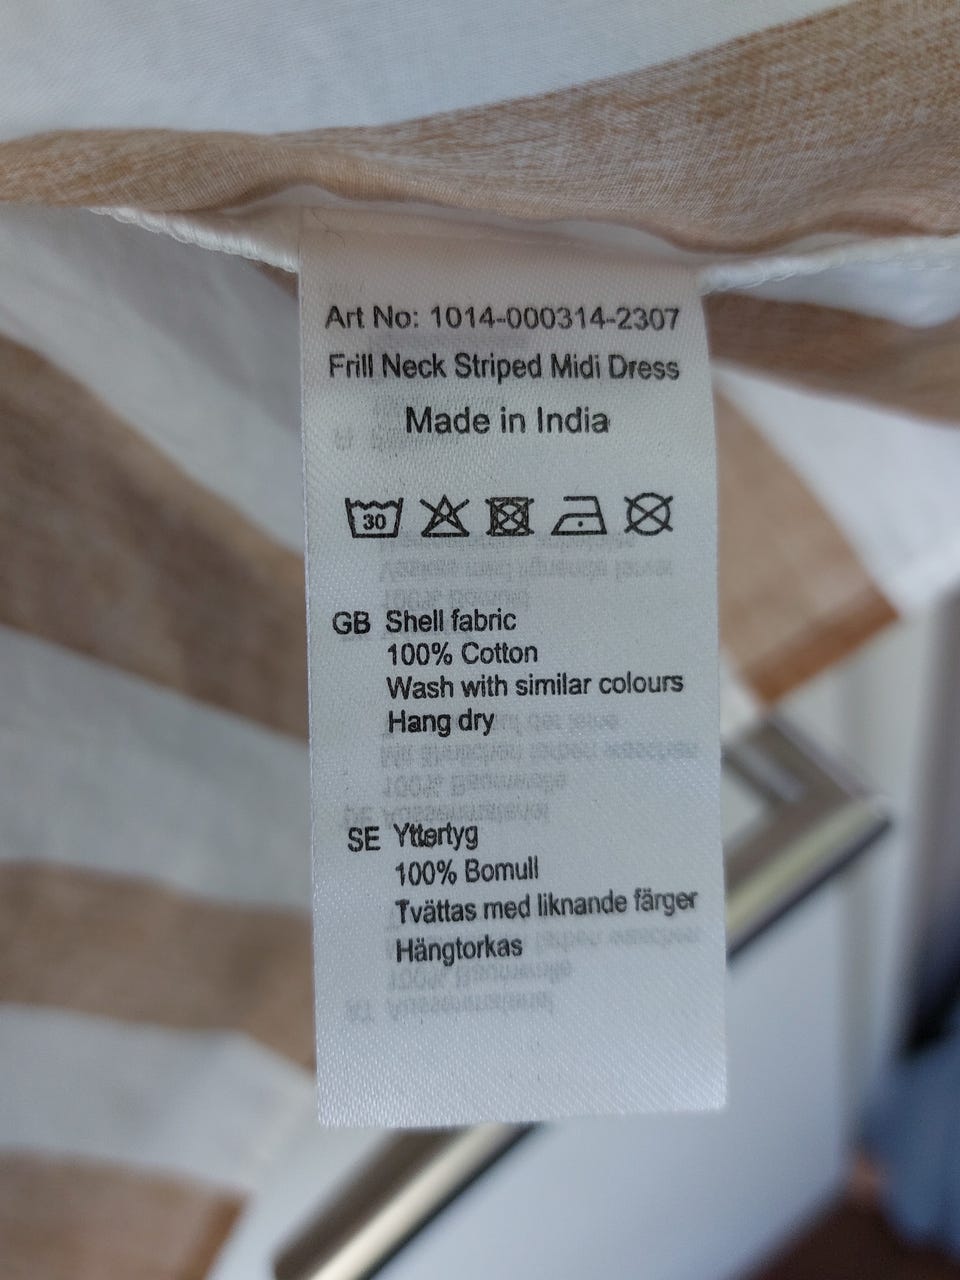 Art No: 1014-000314-2307
Frill Neck Striped Midi Dress
Made in India
30
GB Shell fabric
100% Cotton
Wash with similar colours
Hang dry
SE Yttertyg
100% Bomull
Tvättas med liknande färger
Hängtorkas